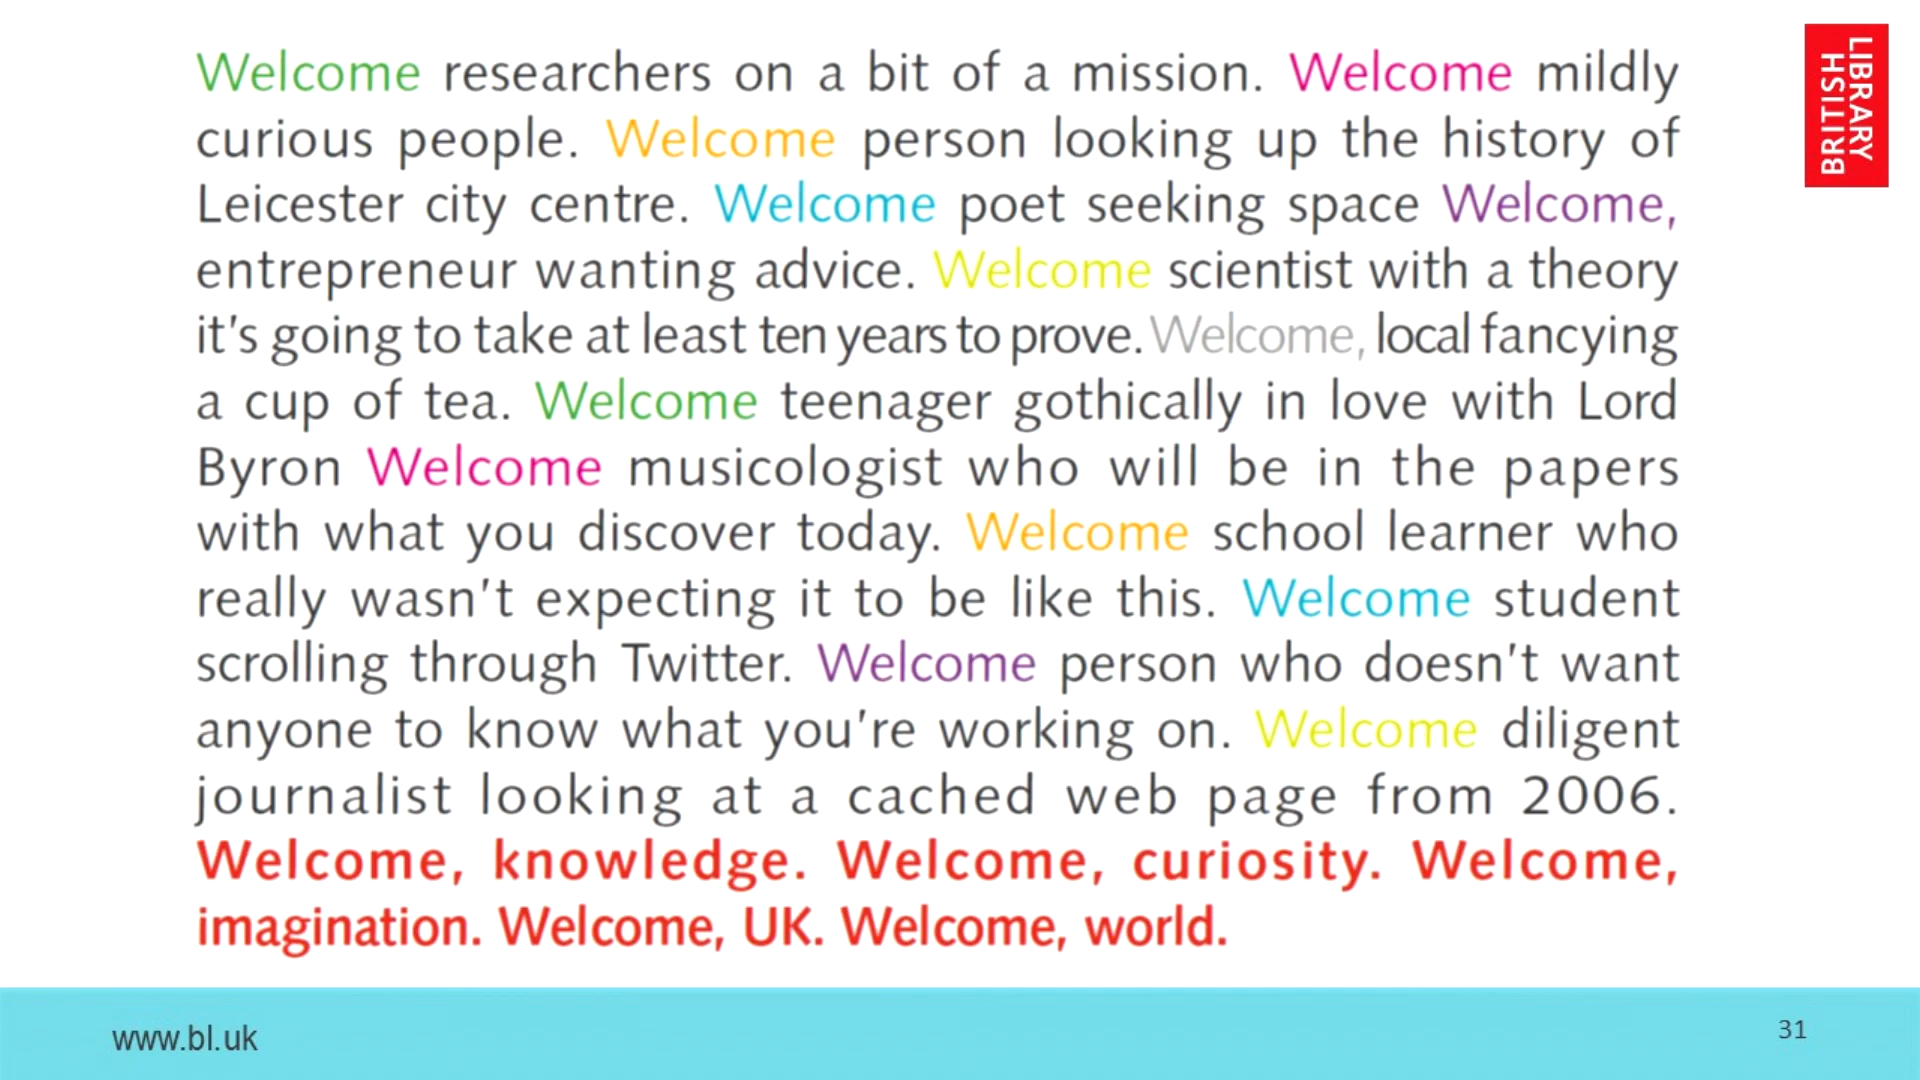 Welcome researchers on a bit of a mission. Welcome mildly
curious people. Welcome person looking up the history of
Leicester city centre. Welcome poet seeking space Welcome,
entrepreneur wanting advice. Welcome scientist with a theory
it's going to take at least ten years to prove. Welcome, local fancying
a cup of tea. Welcome teenager gothically in love with Lord
Byron Welcome musicologist who will be in the papers
with what you discover today. Welcome school learner who
really wasn't expecting it to be like this. Welcome student
scrolling through Twitter. Welcome person who doesn't want
anyone to know what you're working on. Welcome diligent
journalist looking at a cached web page from 2006.
Welcome, knowledge. Welcome, curiosity. Welcome,
imagination. Welcome, UK. Welcome, world.
BRITISH
LIBRARY
www.bl.uk
31